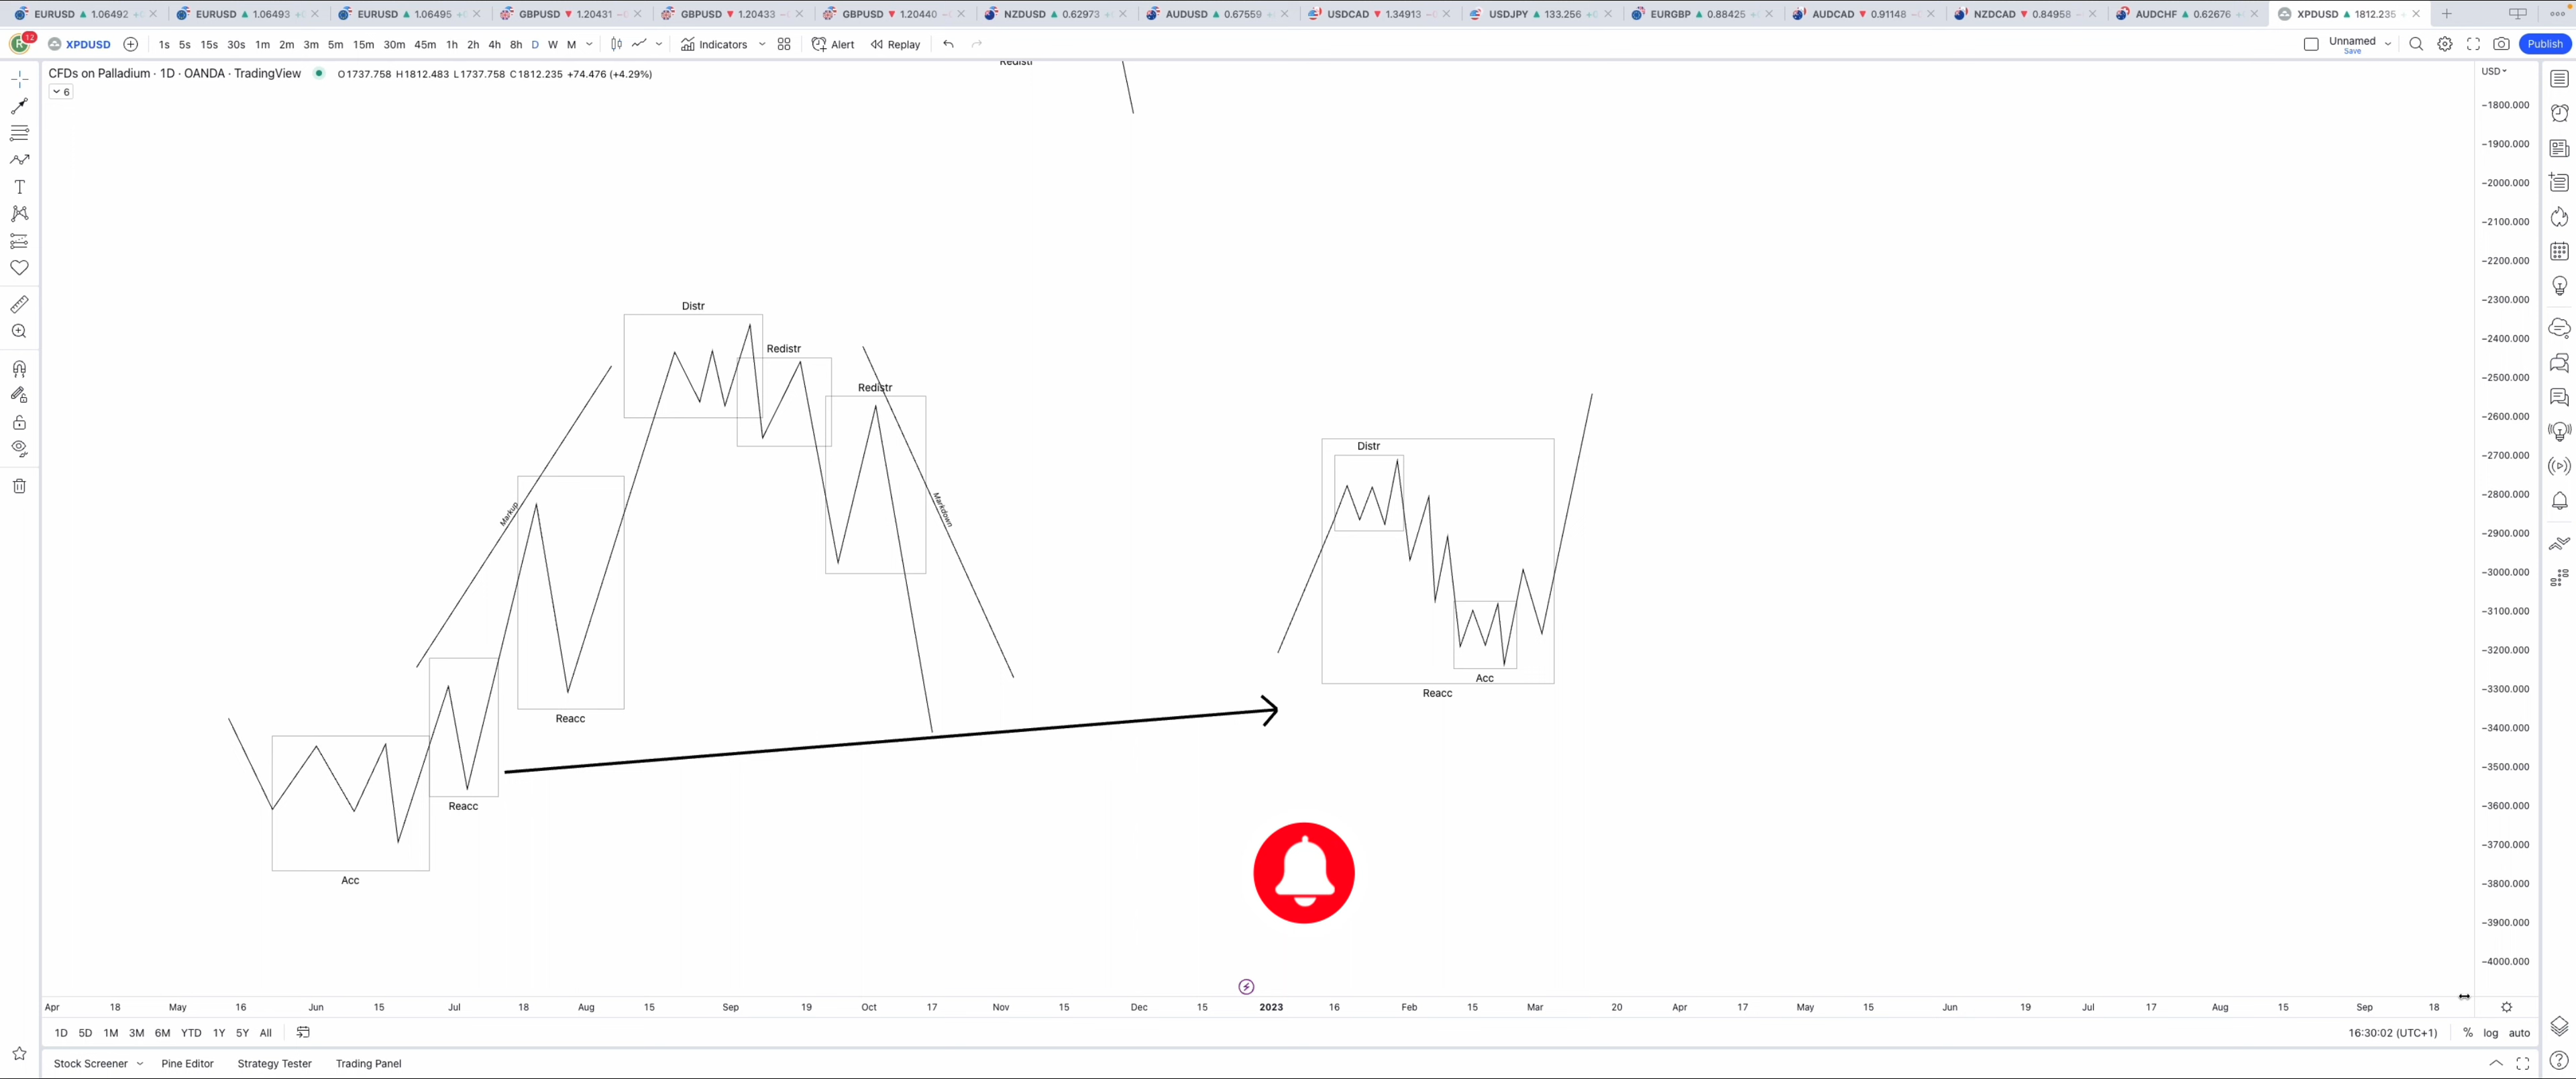 EURUSD ▲ 1.06492
EURUSD ▲ 1.06493
EURUSD ▲ 1.06495
GBPUSD ▼ 1.20431
GBPUSD ▼ 1.20433
GBPUSD ▼ 1.20440
NZDUSD ▲ 0.62973
AUDUSD ▲ 0.67559
USDCAD ▼ 1.34913
USDJPY ▲ 133.256
EURGBP ▲ 0.88425
AUDCAD ▼ 0.91148
NZDCAD ▼ 0.84958
AUDCHF ▲ 0.62676
XPDUSD ▲ 1812.235
R 12 XPDUSD 1s 5s 15s 30s 1m 2m 3m 5m 15m 30m 45m 1h 2h 4h 8h D W M Indicators Alert Replay
Unnamed
Save
Publish
CFDs on Palladium · 1D · OANDA · TradingView O1737.758 H1812.483 L1737.758 C1812.235 +74.476 (+4.29%)
6
Redistr
USD
Distr
Redistr
Redistr
Markup
Markdown
Reacc
Reacc
Acc
Distr
Acc
Reacc
−1800.000
−1900.000
−2000.000
−2100.000
−2200.000
−2300.000
−2400.000
−2500.000
−2600.000
−2700.000
−2800.000
−2900.000
−3000.000
−3100.000
−3200.000
−3300.000
−3400.000
−3500.000
−3600.000
−3700.000
−3800.000
−3900.000
−4000.000
Apr 18 May 16 Jun 15 Jul 18 Aug 15 Sep 19 Oct 17 Nov 15 Dec 15 2023 16 Feb 15 Mar 20 Apr 17 May 15 Jun 19 Jul 17 Aug 15 Sep 18
1D 5D 1M 3M 6M YTD 1Y 5Y All
16:30:02 (UTC+1) % log auto
Stock Screener Pine Editor Strategy Tester Trading Panel